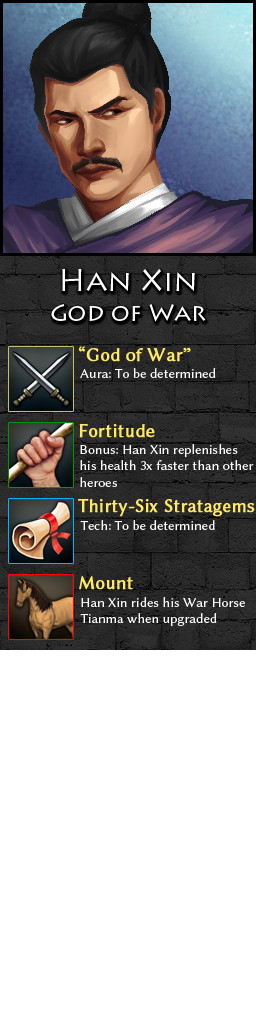 Han Xin
God of War
“God of War”
Aura: To be determined
Fortitude
Bonus: Han Xin replenishes
his health 3x faster than other
heroes
Thirty-Six Stratagems
Tech: To be determined
Mount
Han Xin rides his War Horse
Tianma when upgraded